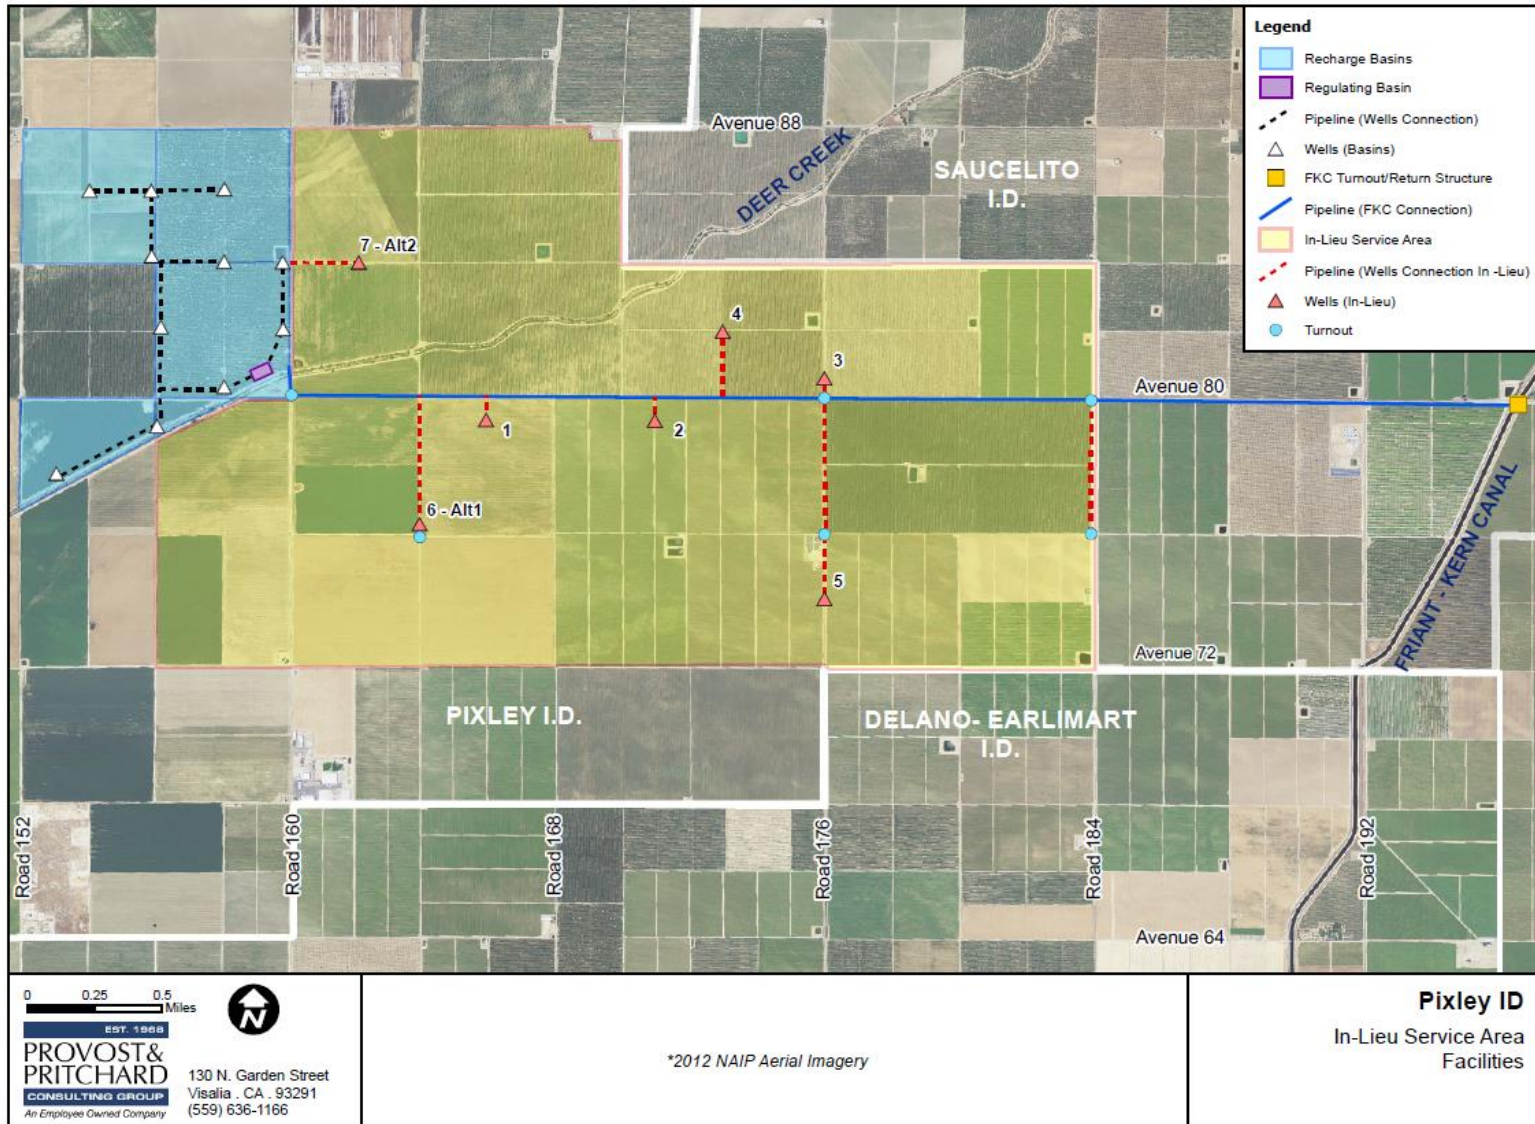 Legend
Recharge Basins
Regulating Basin
Pipeline (Wells Connection)
Wells (Basins)
FKC Turnout/Return Structure
Pipeline (FKC Connection)
In-Lieu Service Area
Pipeline (Wells Connection In -Lieu)
Wells (In-Lieu)
Turnout
Avenue 88
DEER CREEK
SAUCELITO
I.D.
7 - Alt2
4
3
Avenue 80
1
2
6 - Alt1
5
FRIANT - KERN CANAL
Avenue 72
PIXLEY I.D.
DELANO- EARLIMART
I.D.
Road 152
Road 160
Road 168
Road 176
Road 184
Road 192
Avenue 64
0 0.25 0.5
Miles
N
EST. 1968
PROVOST&
PRITCHARD
CONSULTING GROUP
An Employee Owned Company
130 N. Garden Street
Visalia . CA . 93291
(559) 636-1166
*2012 NAIP Aerial Imagery
Pixley ID
In-Lieu Service Area
Facilities